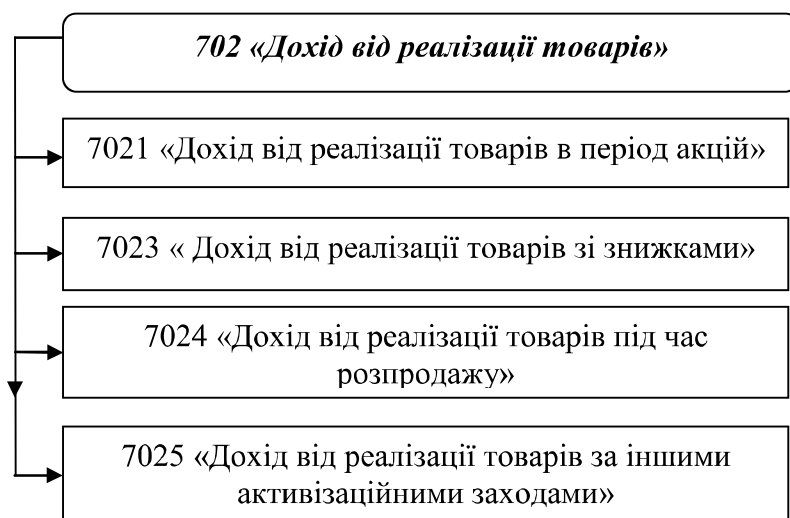 702 «Дохід від реалізації товарів»
7021 «Дохід від реалізації товарів в період акцій»
7023 « Дохід від реалізації товарів зі знижками»
7024 «Дохід від реалізації товарів під час
розпродажу»
7025 «Дохід від реалізації товарів за іншими
активізаційними заходами»